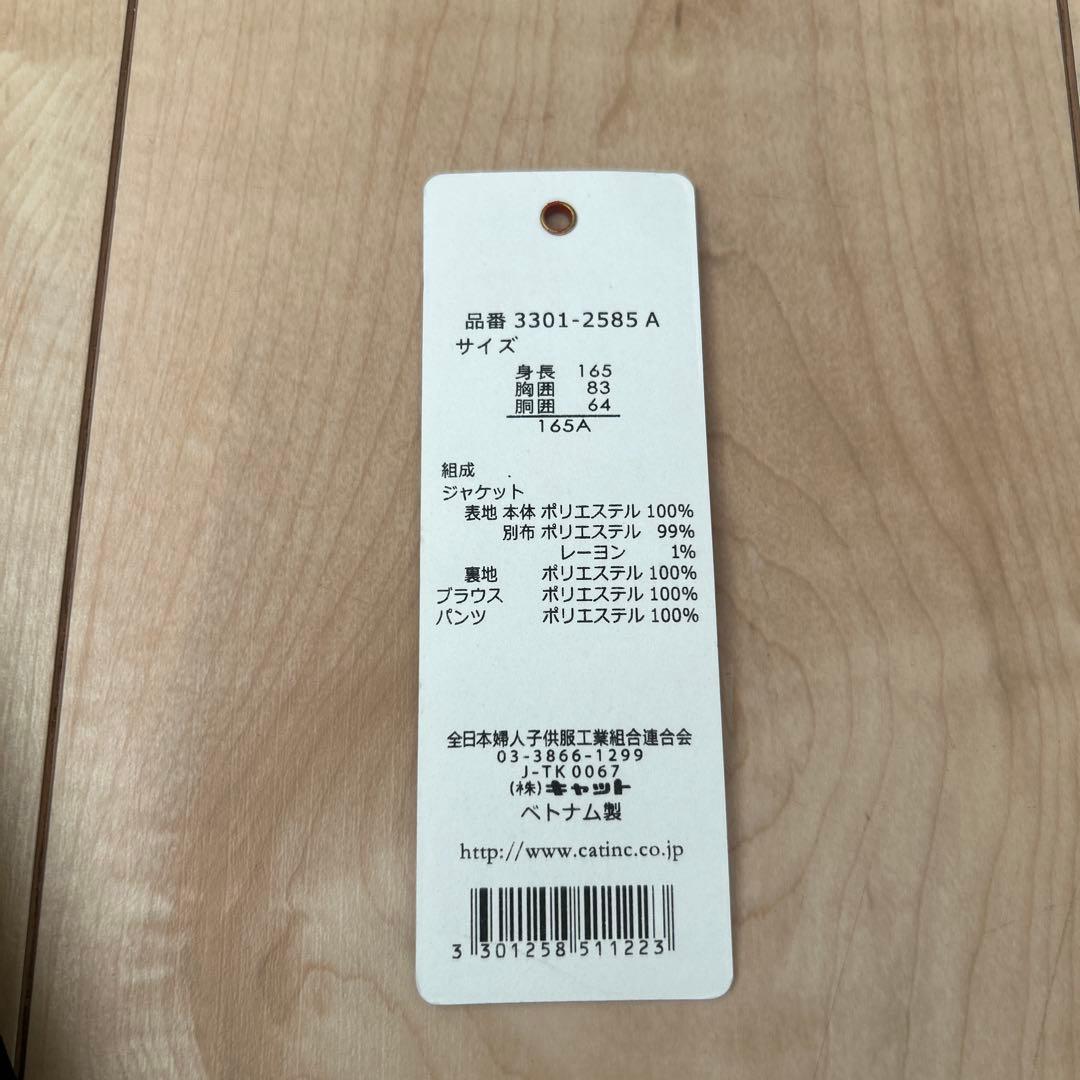 品番 3301-2585 A
サイズ
身長 165
胸囲 83
胴囲 64
165A
組成 .
ジャケット
表地 本体 ポリエステル 100%
別布 ポリエステル 99%
レーヨン 1%
裏地 ポリエステル 100%
ブラウス ポリエステル 100%
パンツ ポリエステル 100%
全日本婦人子供服工業組合連合会
03-3866-1299
J-TK0067
(株)キャット
ベトナム製
http://www.catinc.co.jp
3 301258 511223